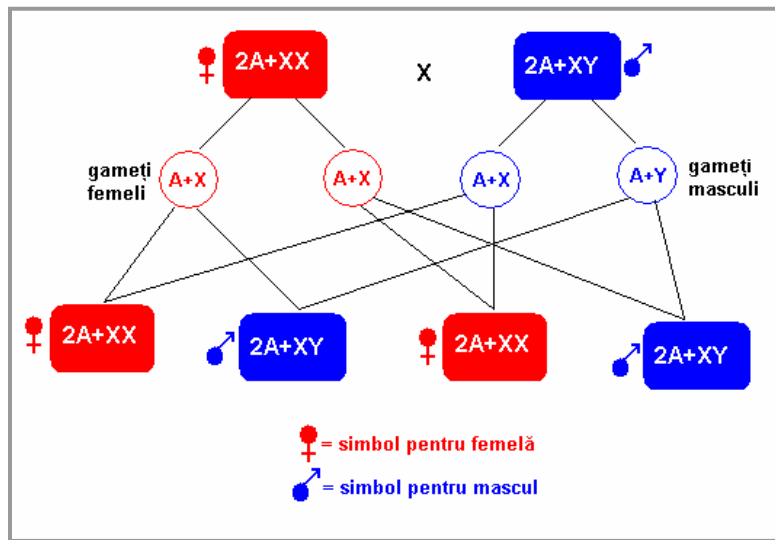 2A+XX X 2A+XY
gameți femeli
A+X A+X A+X A+Y
gameți masculi
2A+XX 2A+XY 2A+XX 2A+XY
= simbol pentru femelă
= simbol pentru mascul